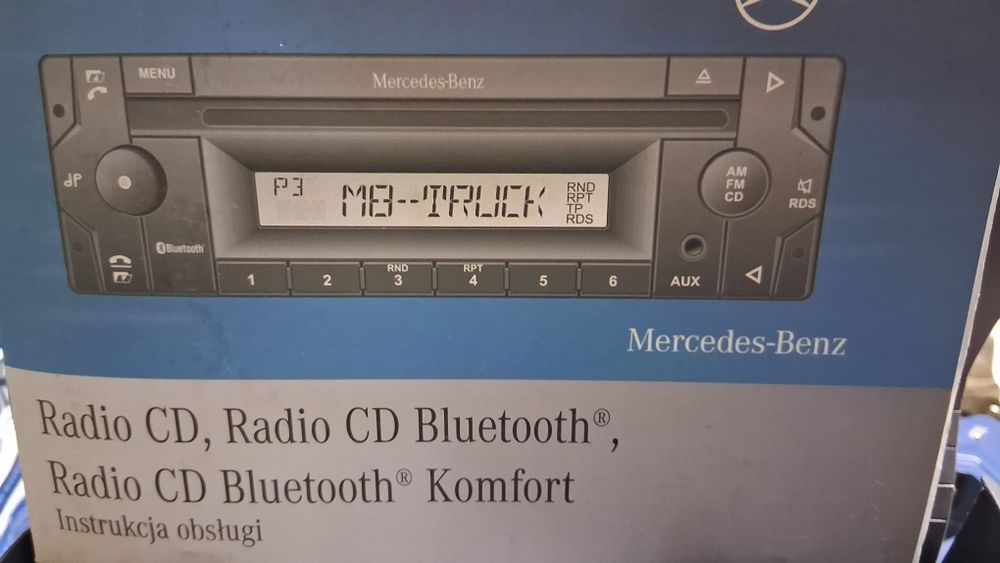 MENU
Mercedes-Benz
AM
FM
CD
P3
MB--TRUCK
RND
RPT
TP
RDS
RDS
Bluetooth
1
2
RND
3
RPT
4
5
6
AUX
Mercedes-Benz
Radio CD, Radio CD Bluetooth®,
Radio CD Bluetooth® Komfort
Instrukcja obsługi